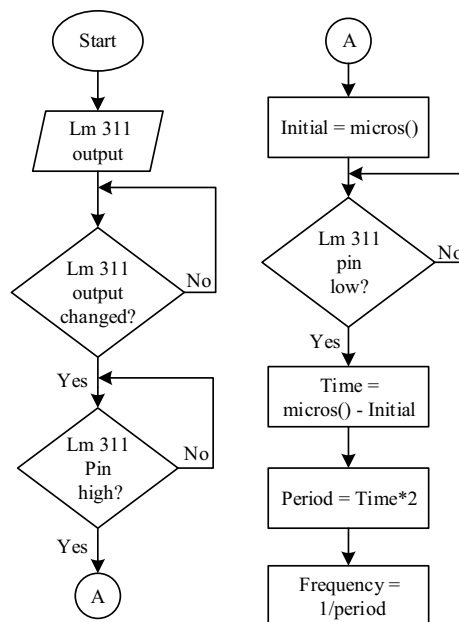 Start
Lm 311
output
Lm 311
output
changed?
No
Yes
Lm 311
Pin
high?
No
Yes
A
A
Initial = micros()
Lm 311
pin
low?
No
Yes
Time =
micros() - Initial
Period = Time*2
Frequency =
1/period